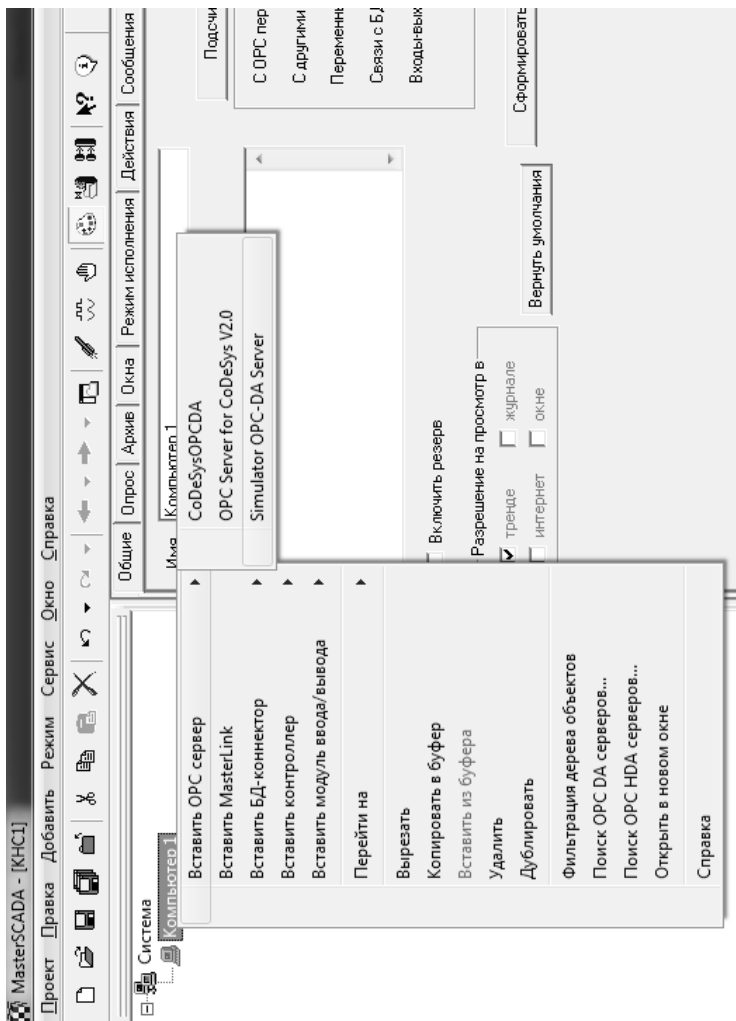 MasterSCADA - [КНС1]
Проект Правка Добавить Режим Сервис Окно Справка
Система
Компьютер 1
Общие Опрос Архив Окна Режим исполнения Действия Сообщения
Имя Компьютер 1
Вставить OPC сервер
Вставить MasterLink
Вставить БД-коннектор
Вставить контроллер
Вставить модуль ввода/вывода
Перейти на
Вырезать
Копировать в буфер
Вставить из буфера
Удалить
Дублировать
Фильтрация дерева объектов
Поиск OPC DA серверов...
Поиск OPC HDA серверов...
Открыть в новом окне
Справка
CoDeSysOPCDA
OPC Server for CoDeSys V2.0
Simulator OPC-DA Server
Включить резерв
Разрешение на просмотр в
тренде журнале
интернет окне
Вернуть умолчания
Подсчи
С OPC пер
С другими
Переменны
Связи с БД
Входы-вых
Сформировать